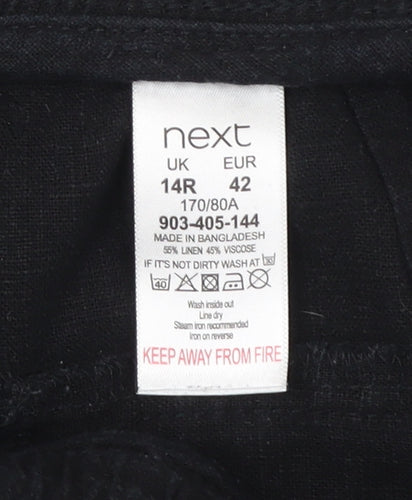 next
UK EUR
14R 42
170/80A
903-405-144
MADE IN BANGLADESH
55% LINEN 45% VISCOSE
IF IT'S NOT DIRTY WASH AT 30
40
Wash inside out
Line dry
Steam iron recommended
Iron on reverse
KEEP AWAY FROM FIRE